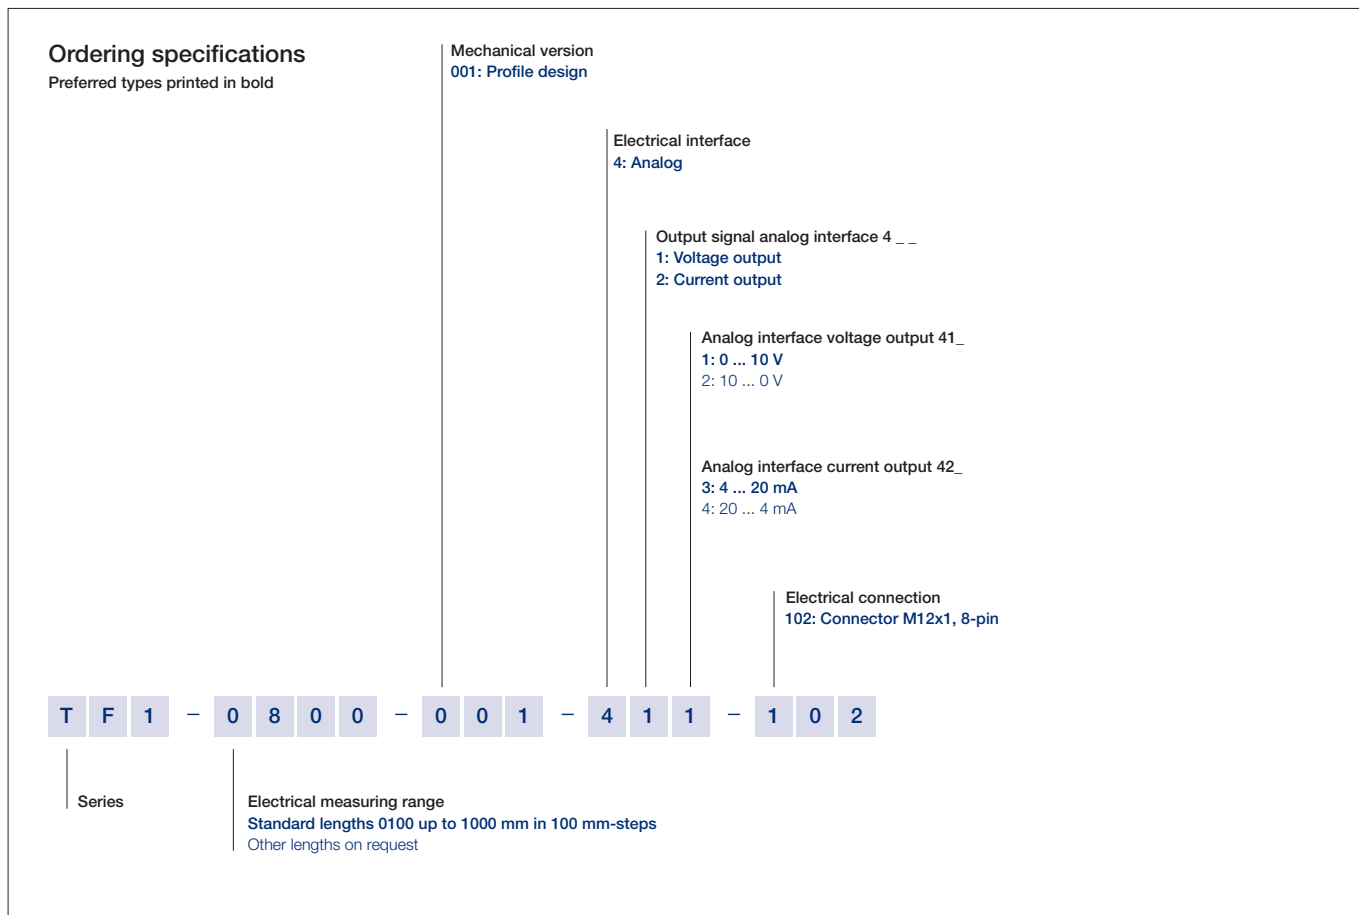 Ordering specifications
Preferred types printed in bold
Mechanical version
001: Profile design
Electrical interface
4: Analog
Output signal analog interface 4 _ _
1: Voltage output
2: Current output
Analog interface voltage output 41_
1: 0 ... 10 V
2: 10 ... 0 V
Analog interface current output 42_
3: 4 ... 20 mA
4: 20 ... 4 mA
Electrical connection
102: Connector M12x1, 8-pin
T F 1 – 0 8 0 0 – 0 0 1 – 4 1 1 – 1 0 2
Series
Electrical measuring range
Standard lengths 0100 up to 1000 mm in 100 mm-steps
Other lengths on request